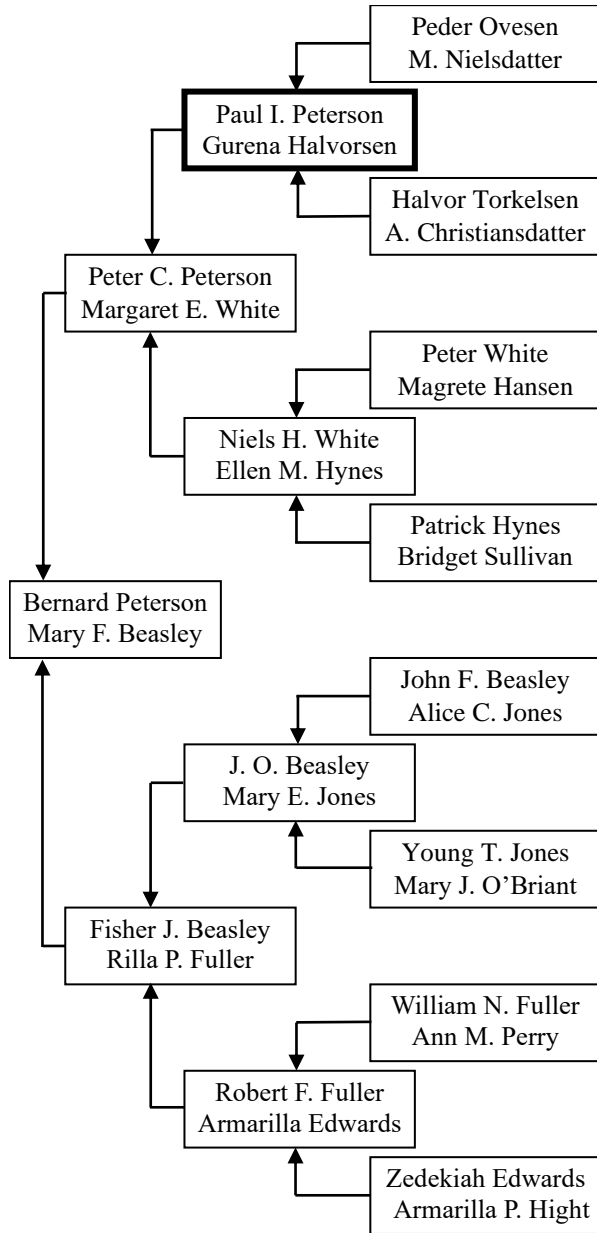 Peder Ovesen
M. Nielsdatter
Paul I. Peterson
Gurena Halvorsen
Halvor Torkelsen
A. Christiansdatter
Peter C. Peterson
Margaret E. White
Peter White
Magrete Hansen
Niels H. White
Ellen M. Hynes
Patrick Hynes
Bridget Sullivan
Bernard Peterson
Mary F. Beasley
John F. Beasley
Alice C. Jones
J. O. Beasley
Mary E. Jones
Young T. Jones
Mary J. O’Briant
Fisher J. Beasley
Rilla P. Fuller
William N. Fuller
Ann M. Perry
Robert F. Fuller
Armarilla Edwards
Zedekiah Edwards
Armarilla P. Hight